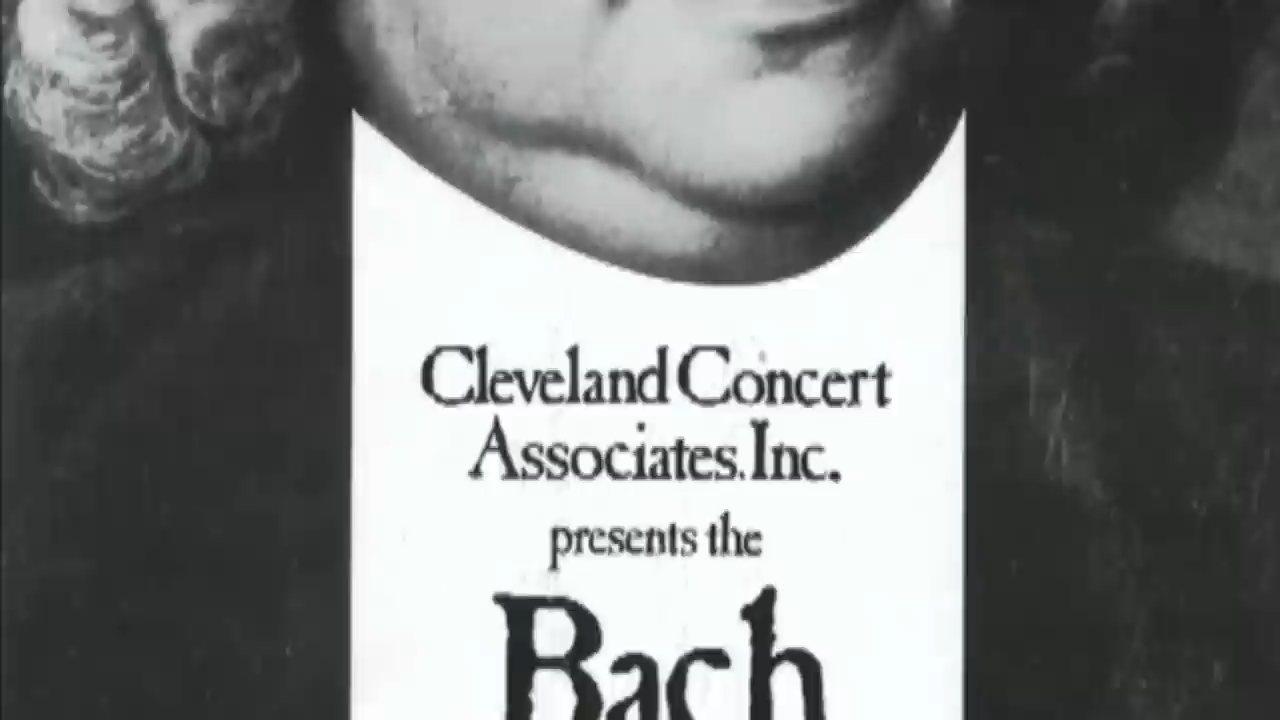 Cleveland Concert
Associates. Inc.
presents the
Bach